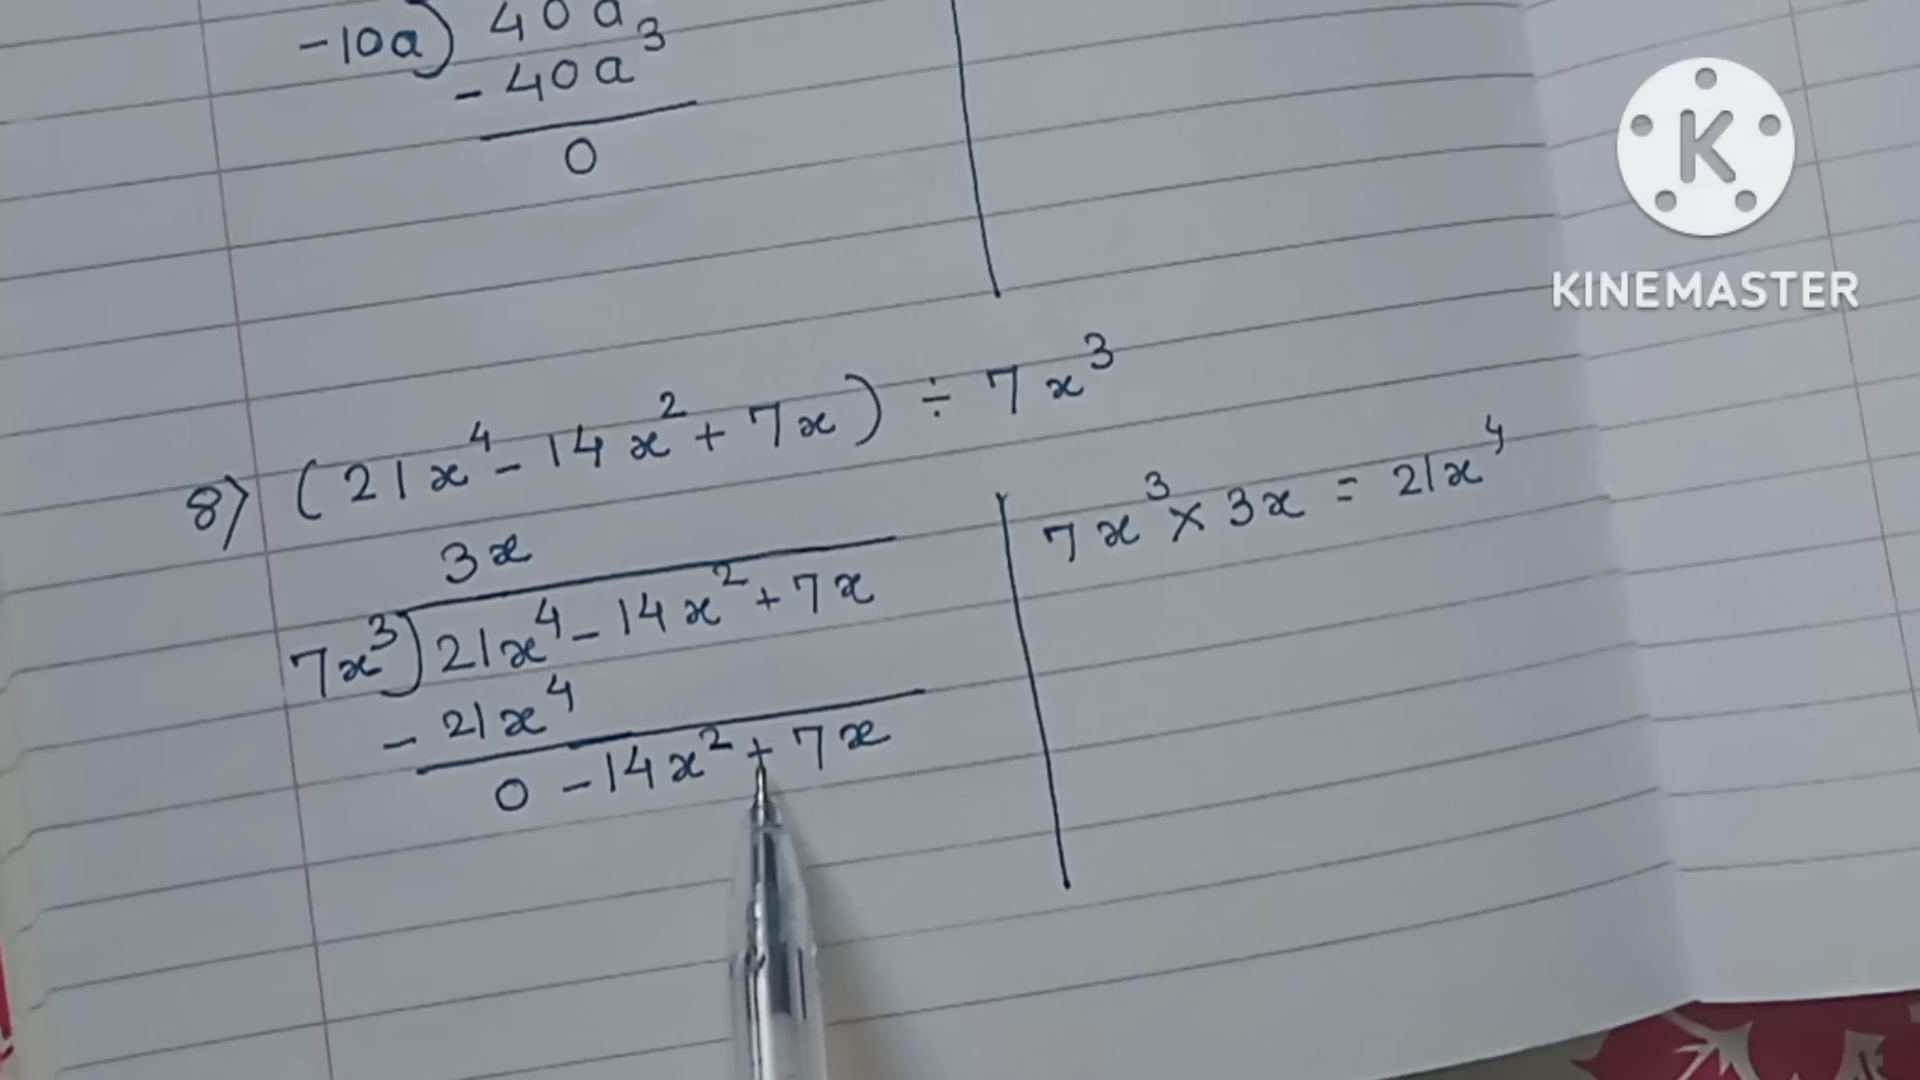 -10a) 40a
- 40a³
0
8) (21x⁴ - 14x² + 7x) ÷ 7x³
3x
7x³) 21x⁴ - 14x² + 7x
- 21x⁴
0 - 14x² + 7x
7x³ × 3x = 21x⁴
K
KINEMASTER